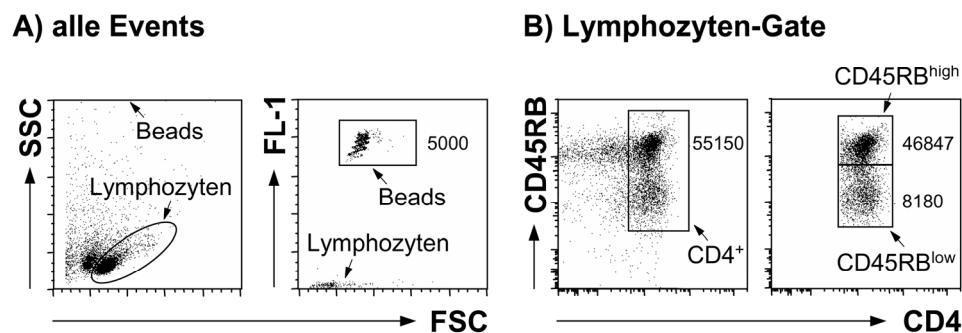 A) alle Events
B) Lymphozyten-Gate
SSC
Beads
Lymphozyten
FL-1
5000
Beads
Lymphozyten
FSC
CD45RB
55150
CD4⁺
CD45RBʰⁱᵍʰ
46847
8180
CD45RBˡᵒʷ
CD4